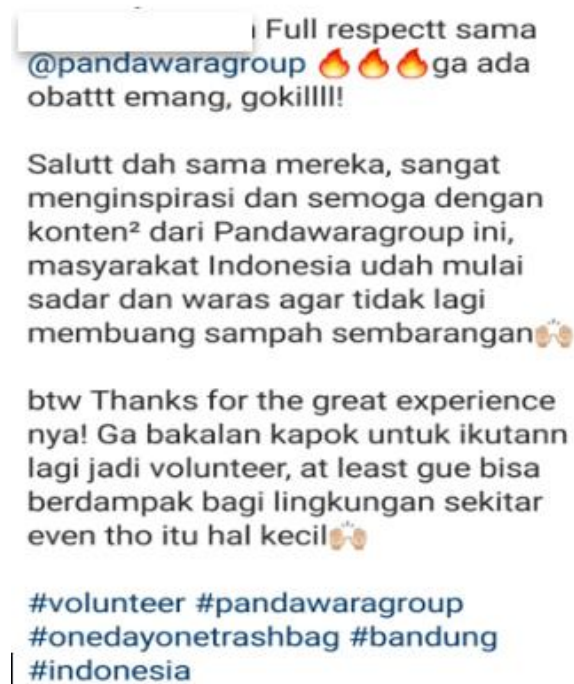 Full respectt sama
@pandawaragroup 🔥🔥🔥ga ada
obattt emang, gokilllll!
Salutt dah sama mereka, sangat
menginspirasi dan semoga dengan
konten² dari Pandawaragroup ini,
masyarakat Indonesia udah mulai
sadar dan waras agar tidak lagi
membuang sampah sembarangan🙌🏼
btw Thanks for the great experience
nya! Ga bakalan kapok untuk ikutann
lagi jadi volunteer, at least gue bisa
berdampak bagi lingkungan sekitar
even tho itu hal kecil🙌🏼
#volunteer #pandawaragroup
#onedayonetrashbag #bandung
#indonesia